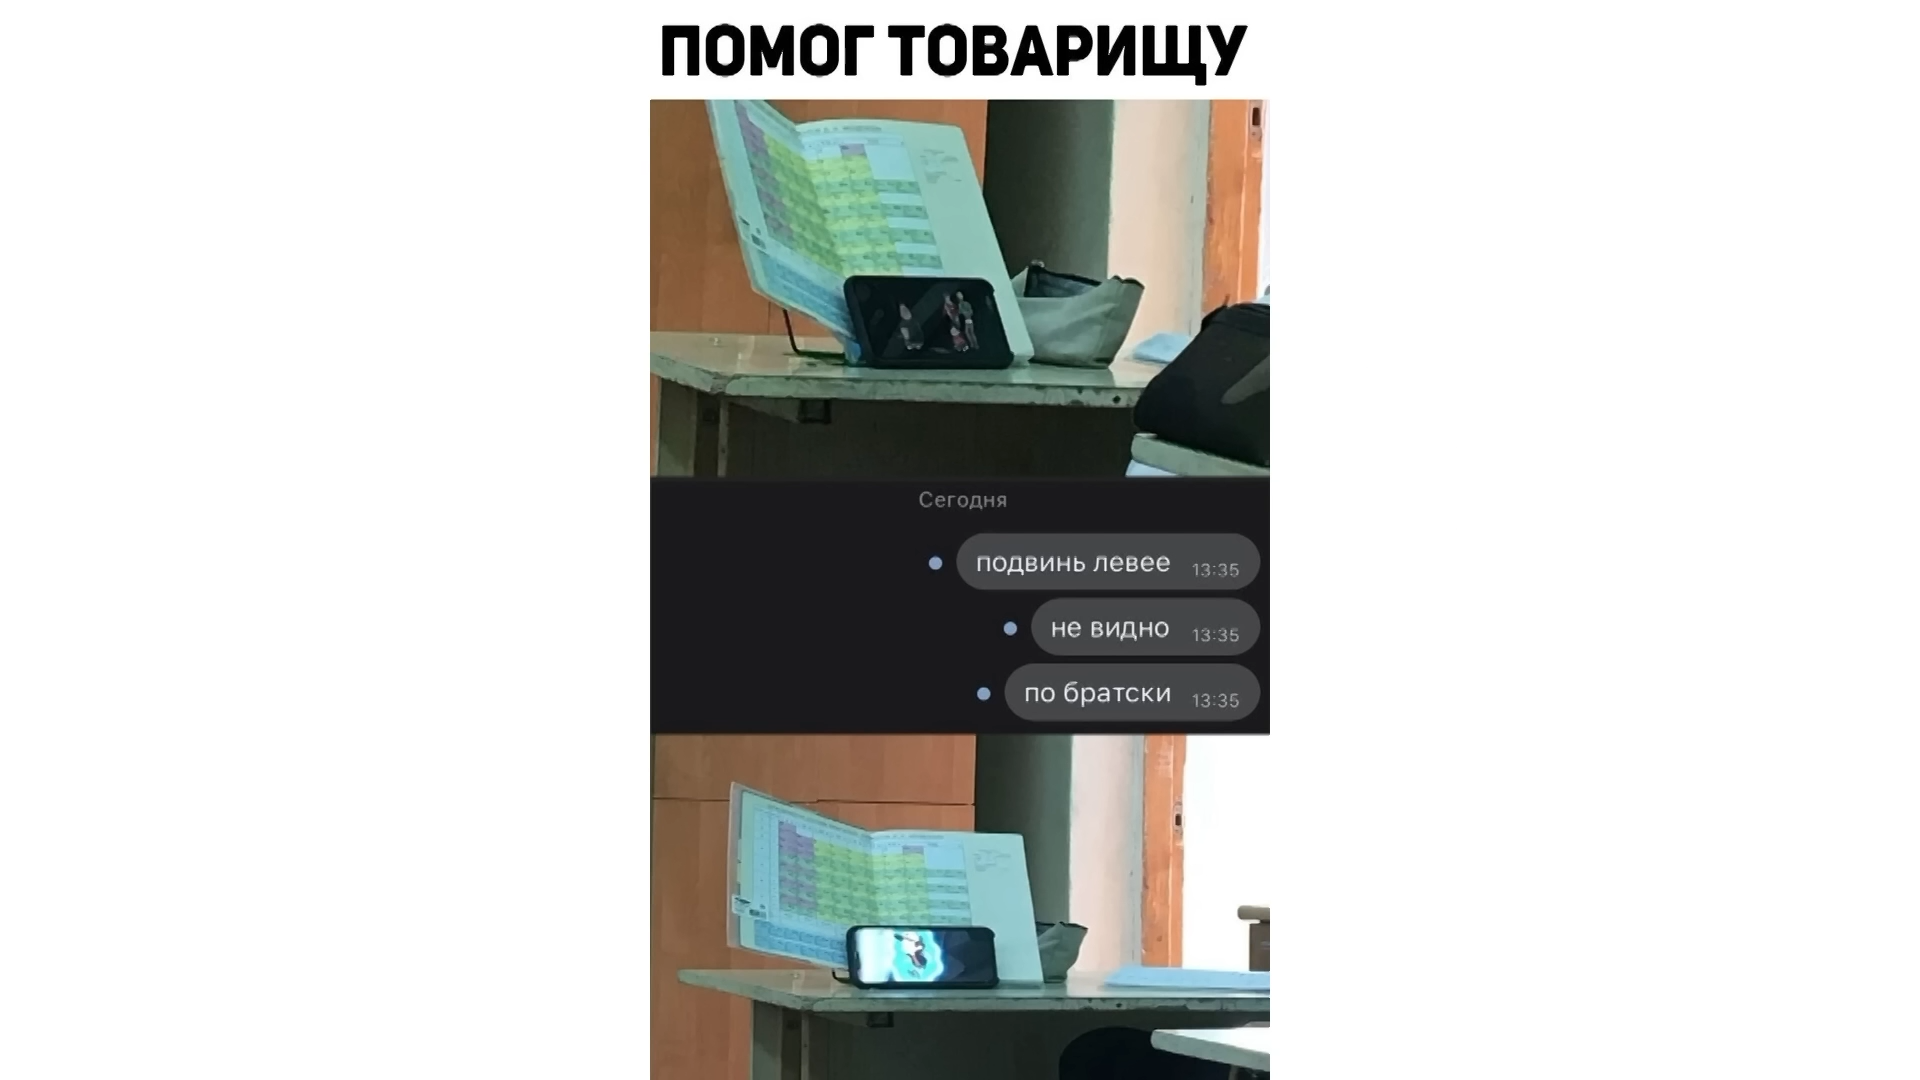 ПОМОГ ТОВАРИЩУ
Сегодня
подвинь левее 13:35
не видно 13:35
по братски 13:35